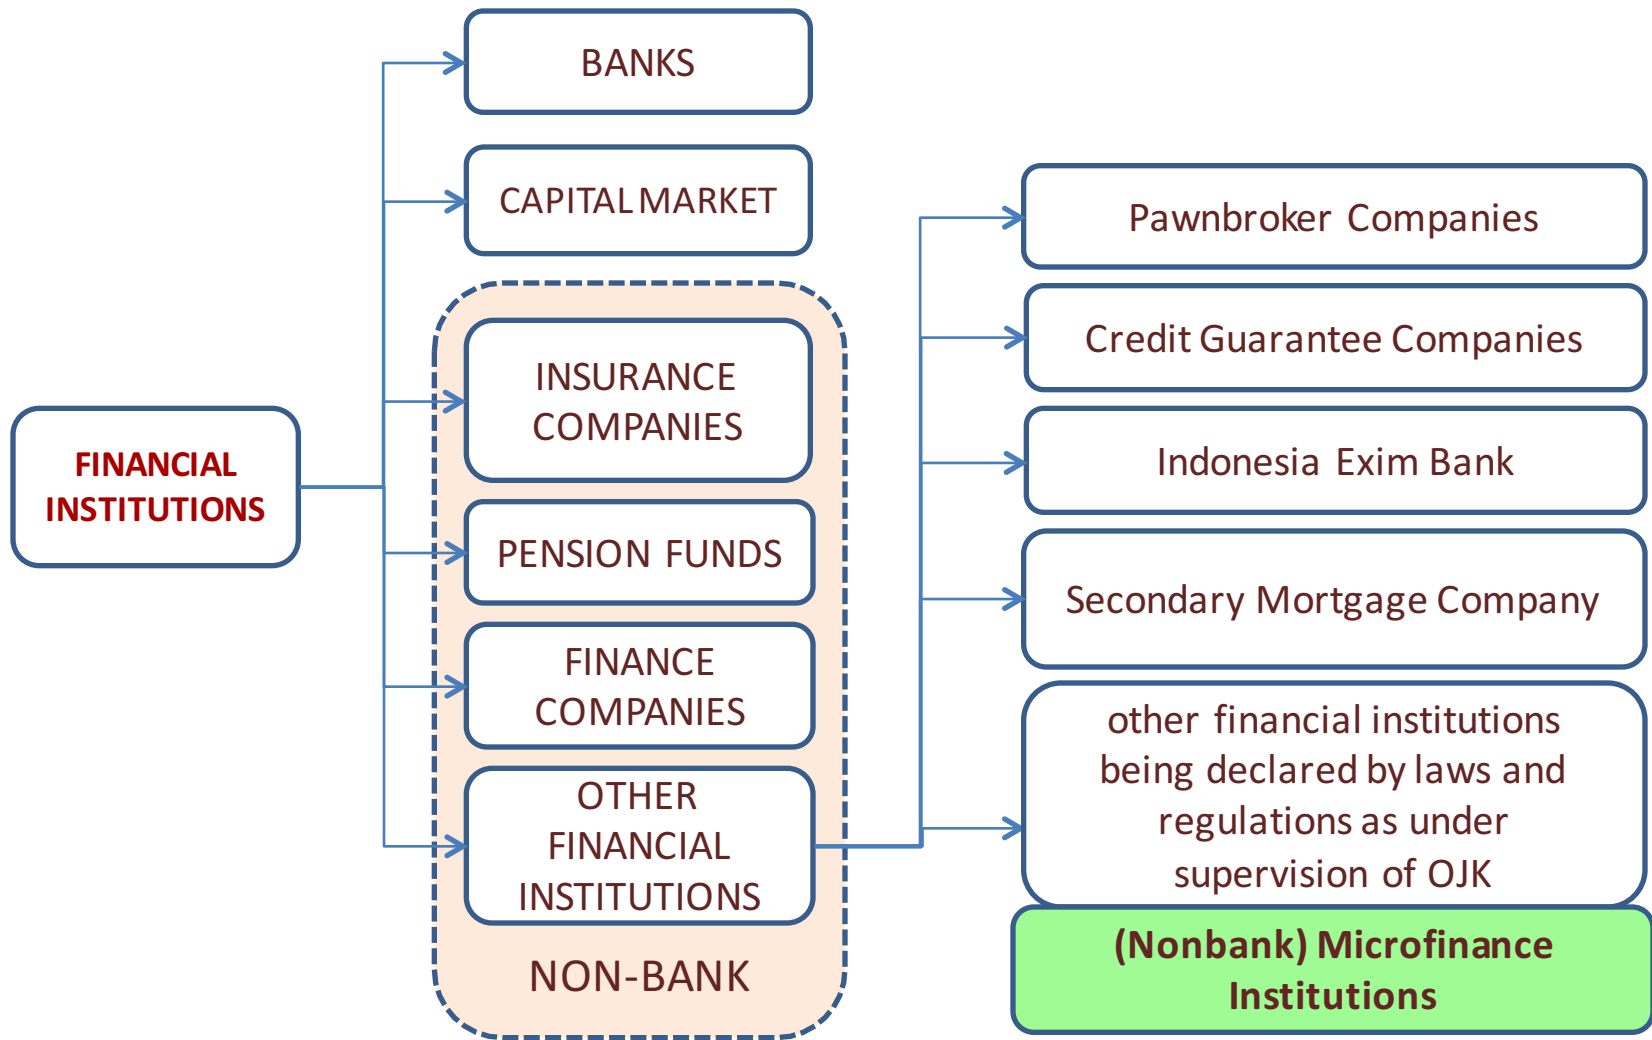 FINANCIAL
INSTITUTIONS
BANKS
CAPITAL MARKET
INSURANCE
COMPANIES
PENSION FUNDS
FINANCE
COMPANIES
OTHER
FINANCIAL
INSTITUTIONS
NON-BANK
Pawnbroker Companies
Credit Guarantee Companies
Indonesia Exim Bank
Secondary Mortgage Company
other financial institutions
being declared by laws and
regulations as under
supervision of OJK
(Nonbank) Microfinance
Institutions